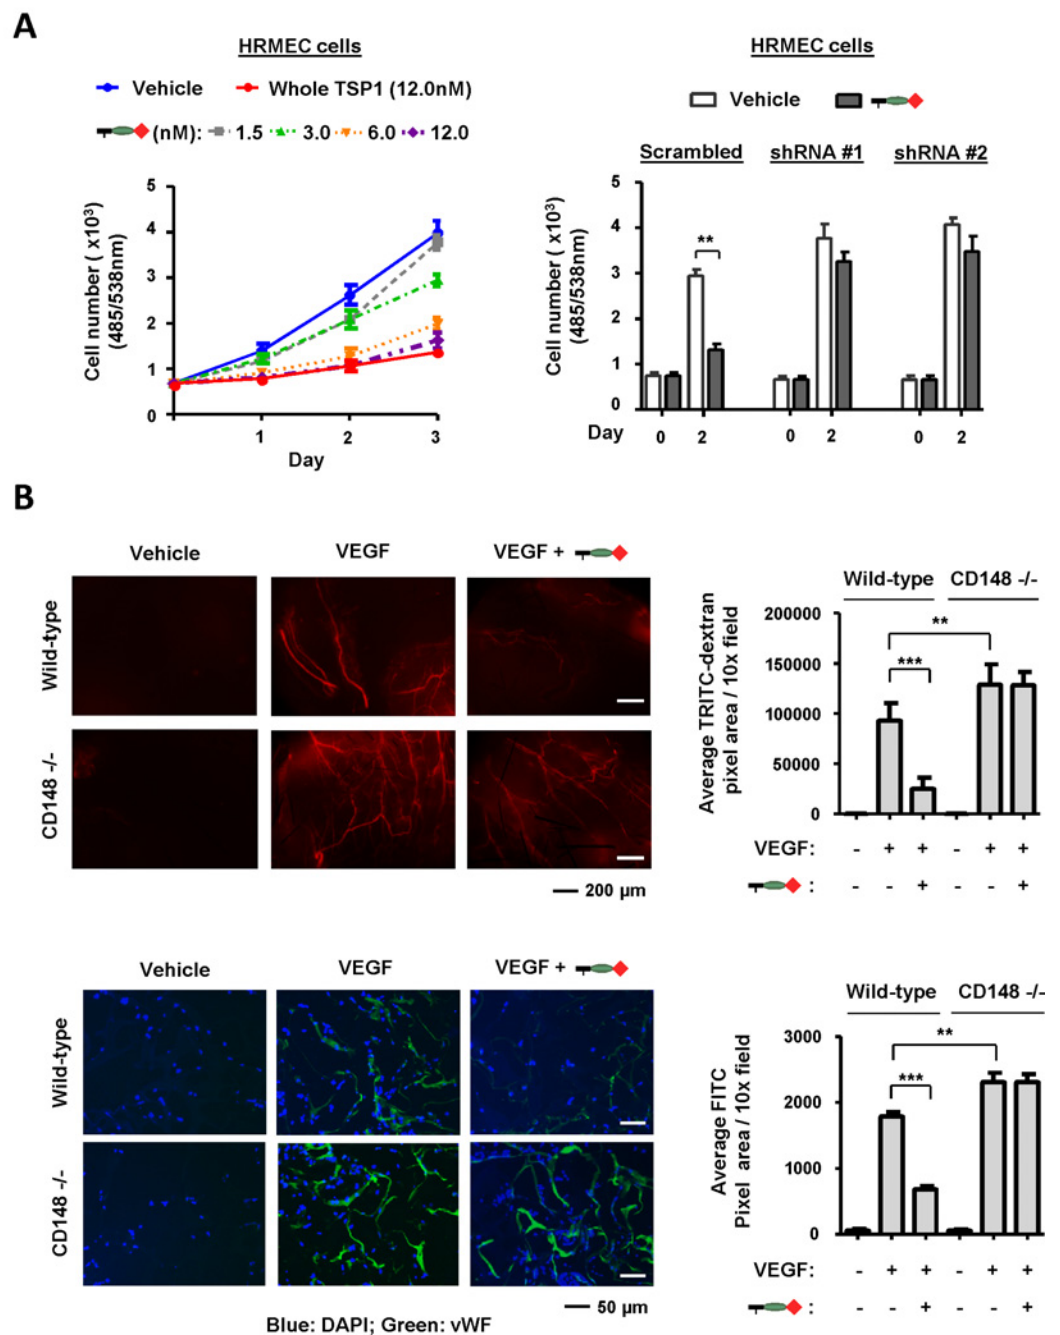 A
HRMEC cells
Vehicle Whole TSP1 (12.0nM)
(nM): 1.5 3.0 6.0 12.0
Cell number ( x10³)
(485/538nm)
5
4
3
2
1
0
1 2 3
Day
HRMEC cells
Vehicle
Scrambled shRNA #1 shRNA #2
Cell number ( x10³)
(485/538nm)
5
4
3
2
1
0
**
Day 0 2 0 2 0 2
B
Vehicle VEGF VEGF +
Wild-type
CD148 -/-
200 µm
Wild-type CD148 -/-
Average TRITC-dextran
pixel area / 10x field
200000
150000
100000
50000
0
**
***
VEGF: - + + - + +
: - - + - - +
Vehicle VEGF VEGF +
Wild-type
CD148 -/-
50 µm
Blue: DAPI; Green: vWF
Wild-type CD148 -/-
Average FITC
Pixel area / 10x field
3000
2000
1000
0
**
***
VEGF: - + + - + +
: - - + - - +